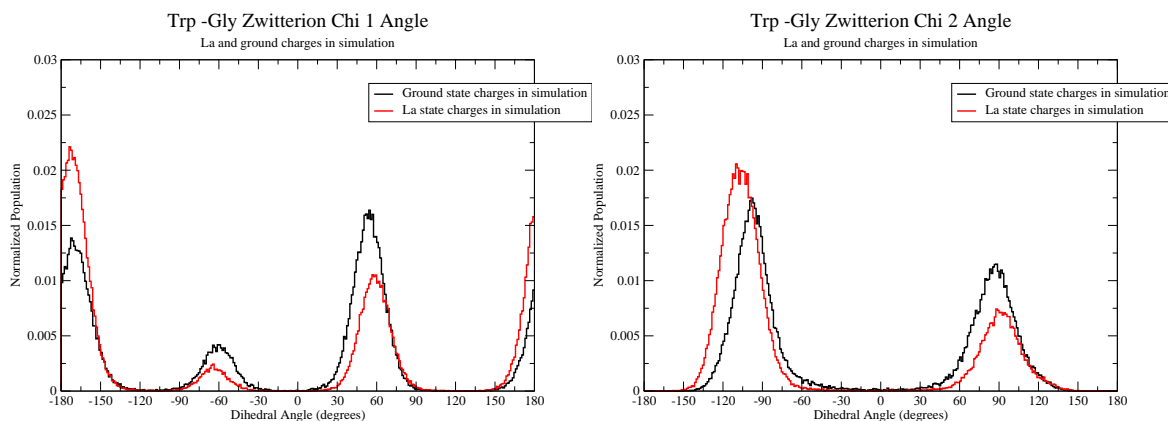 Trp -Gly Zwitterion Chi 1 Angle
La and ground charges in simulation
0.03
0.025
0.02
0.015
0.01
0.005
0
Normalized Population
Ground state charges in simulation
La state charges in simulation
-180 -150 -120 -90 -60 -30 0 30 60 90 120 150 180
Dihedral Angle (degrees)
Trp -Gly Zwitterion Chi 2 Angle
La and ground charges in simulation
0.03
0.025
0.02
0.015
0.01
0.005
0
Normalized Population
Ground state charges in simulation
La state charges in simulation
-180 -150 -120 -90 -60 -30 0 30 60 90 120 150 180
Dihedral Angle (degrees)